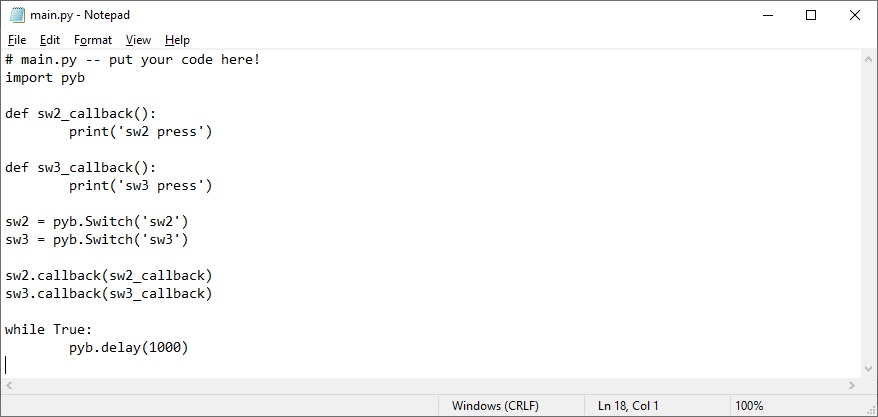 main.py - Notepad
File Edit Format View Help
# main.py -- put your code here!
import pyb
def sw2_callback():
print('sw2 press')
def sw3_callback():
print('sw3 press')
sw2 = pyb.Switch('sw2')
sw3 = pyb.Switch('sw3')
sw2.callback(sw2_callback)
sw3.callback(sw3_callback)
while True:
pyb.delay(1000)
Windows (CRLF) Ln 18, Col 1 100%